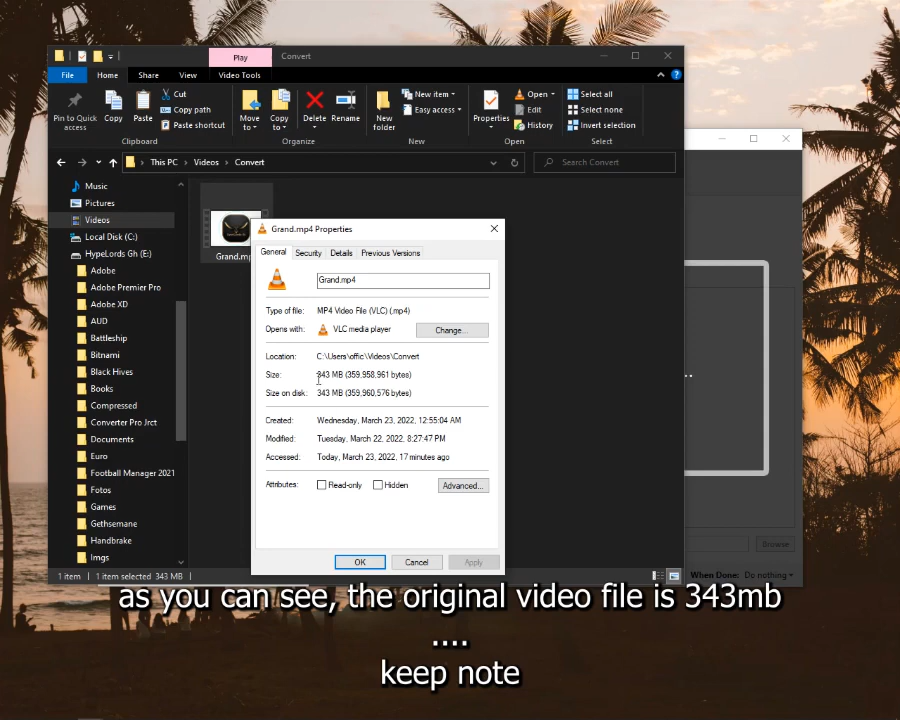 Play
Convert
File
Home
Share
View
Video Tools
Pin to Quick
access
Copy
Paste
Cut
Copy path
Paste shortcut
Clipboard
Move
to
Copy
to
Delete
Rename
Organize
New
folder
New item
Easy access
New
Properties
Open
Edit
History
Open
Select all
Select none
Invert selection
Select
This PC > Videos > Convert
Search Convert
Music
Pictures
Videos
Local Disk (C:)
HypeLords Gh (E:)
Adobe
Adobe Premier Pro
Adobe XD
AUD
Battleship
Bitnami
Black Hives
Books
Compressed
Converter Pro Jrct
Documents
Euro
Football Manager 2021
Fotos
Games
Gethsemane
Handbrake
Imgs
Grand.mp
Grand.mp4 Properties
General
Security
Details
Previous Versions
Grand.mp4
Type of file: MP4 Video File (VLC) (.mp4)
Opens with: VLC media player
Change...
Location: C:\Users\offic\Videos\Convert
Size: 343 MB (359,958,961 bytes)
Size on disk: 343 MB (359,960,576 bytes)
Created: Wednesday, March 23, 2022, 12:55:04 AM
Modified: Tuesday, March 22, 2022, 8:27:47 PM
Accessed: Today, March 23, 2022, 17 minutes ago
Attributes: Read-only Hidden
Advanced...
OK
Cancel
Apply
Browse
When Done: Do nothing
1 item 1 item selected 343 MB
as you can see, the original video file is 343mb
....
keep note